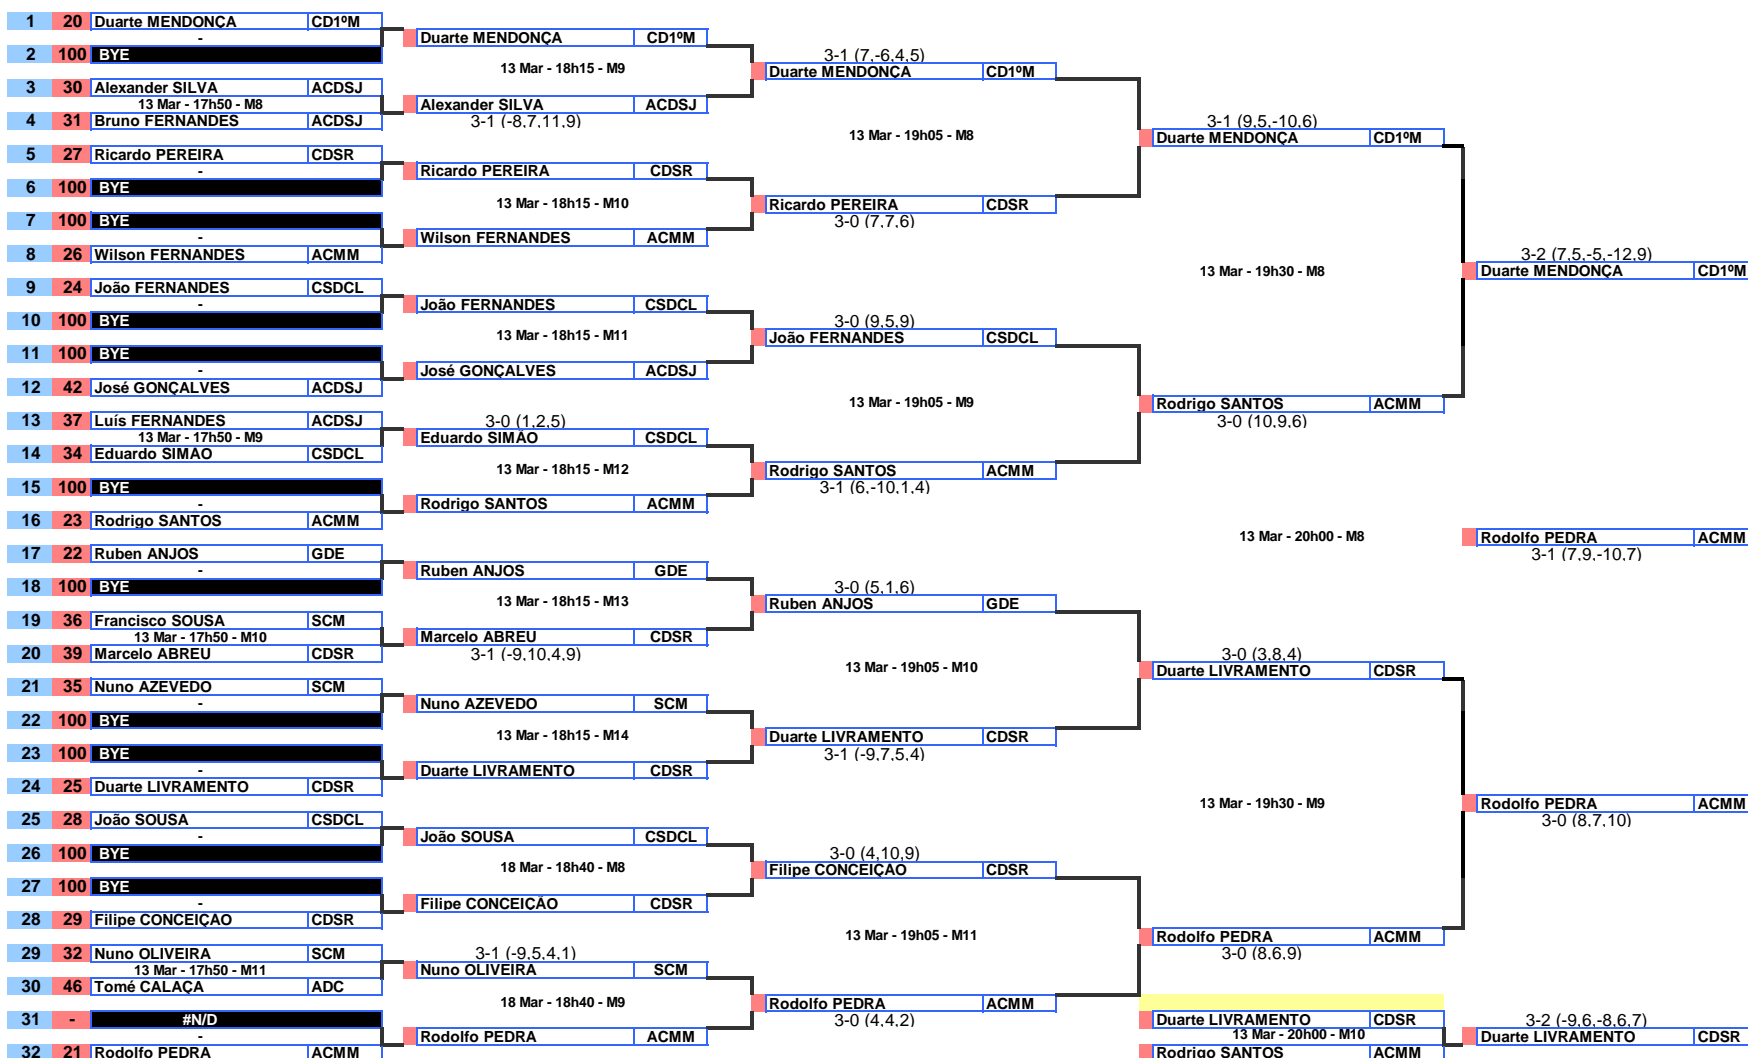 1 20 Duarte MENDONÇA CD1ºM
-
2 100 BYE
3 30 Alexander SILVA ACDSJ
13 Mar - 17h50 - M8
4 31 Bruno FERNANDES ACDSJ
5 27 Ricardo PEREIRA CDSR
-
6 100 BYE
7 100 BYE
-
8 26 Wilson FERNANDES ACMM
9 24 João FERNANDES CSDCL
-
10 100 BYE
11 100 BYE
-
12 42 José GONÇALVES ACDSJ
13 37 Luís FERNANDES ACDSJ
13 Mar - 17h50 - M9
14 34 Eduardo SIMÃO CSDCL
15 100 BYE
-
16 23 Rodrigo SANTOS ACMM
17 22 Ruben ANJOS GDE
-
18 100 BYE
19 36 Francisco SOUSA SCM
13 Mar - 17h50 - M10
20 39 Marcelo ABREU CDSR
21 35 Nuno AZEVEDO SCM
-
22 100 BYE
23 100 BYE
-
24 25 Duarte LIVRAMENTO CDSR
25 28 João SOUSA CSDCL
-
26 100 BYE
27 100 BYE
-
28 29 Filipe CONCEIÇÃO CDSR
29 32 Nuno OLIVEIRA SCM
13 Mar - 17h50 - M11
30 46 Tomé CALAÇA ADC
31 - #N/D
-
32 21 Rodolfo PEDRA ACMM
Duarte MENDONÇA CD1ºM
13 Mar - 18h15 - M9
Alexander SILVA ACDSJ
3-1 (-8,7,11,9)
Ricardo PEREIRA CDSR
13 Mar - 18h15 - M10
Wilson FERNANDES ACMM
João FERNANDES CSDCL
13 Mar - 18h15 - M11
José GONÇALVES ACDSJ
3-0 (1,2,5)
Eduardo SIMÃO CSDCL
13 Mar - 18h15 - M12
Rodrigo SANTOS ACMM
Ruben ANJOS GDE
13 Mar - 18h15 - M13
Marcelo ABREU CDSR
3-1 (-9,10,4,9)
Nuno AZEVEDO SCM
13 Mar - 18h15 - M14
Duarte LIVRAMENTO CDSR
João SOUSA CSDCL
18 Mar - 18h40 - M8
Filipe CONCEIÇÃO CDSR
3-1 (-9,5,4,1)
Nuno OLIVEIRA SCM
18 Mar - 18h40 - M9
Rodolfo PEDRA ACMM
3-1 (7,-6,4,5)
Duarte MENDONÇA CD1ºM
13 Mar - 19h05 - M8
Ricardo PEREIRA CDSR
3-0 (7,7,6)
3-0 (9,5,9)
João FERNANDES CSDCL
13 Mar - 19h05 - M9
Rodrigo SANTOS ACMM
3-1 (6,-10,1,4)
3-0 (5,1,6)
Ruben ANJOS GDE
13 Mar - 19h05 - M10
Duarte LIVRAMENTO CDSR
3-1 (-9,7,5,4)
3-0 (4,10,9)
Filipe CONCEIÇÃO CDSR
13 Mar - 19h05 - M11
Rodolfo PEDRA ACMM
3-0 (4,4,2)
3-1 (9,5,-10,6)
Duarte MENDONÇA CD1ºM
13 Mar - 19h30 - M8
Rodrigo SANTOS ACMM
3-0 (10,9,6)
13 Mar - 20h00 - M8
3-0 (3,8,4)
Duarte LIVRAMENTO CDSR
13 Mar - 19h30 - M9
Rodolfo PEDRA ACMM
3-0 (8,6,9)
Duarte LIVRAMENTO CDSR
13 Mar - 20h00 - M10
Rodrigo SANTOS ACMM
3-2 (7,5,-5,-12,9)
Duarte MENDONÇA CD1ºM
Rodolfo PEDRA ACMM
3-1 (7,9,-10,7)
Rodolfo PEDRA ACMM
3-0 (8,7,10)
3-2 (-9,6,-8,6,7)
Duarte LIVRAMENTO CDSR